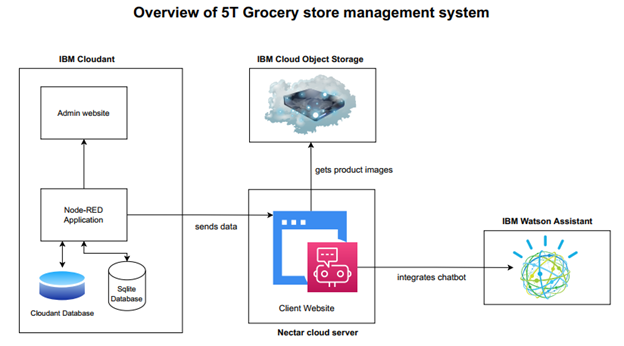 Overview of 5T Grocery store management system
IBM Cloudant
IBM Cloud Object Storage
Admin website
gets product images
Node-RED
Application
sends data
IBM Watson Assistant
integrates chatbot
Sqlite
Database
Cloudant Database
Client Website
Nectar cloud server